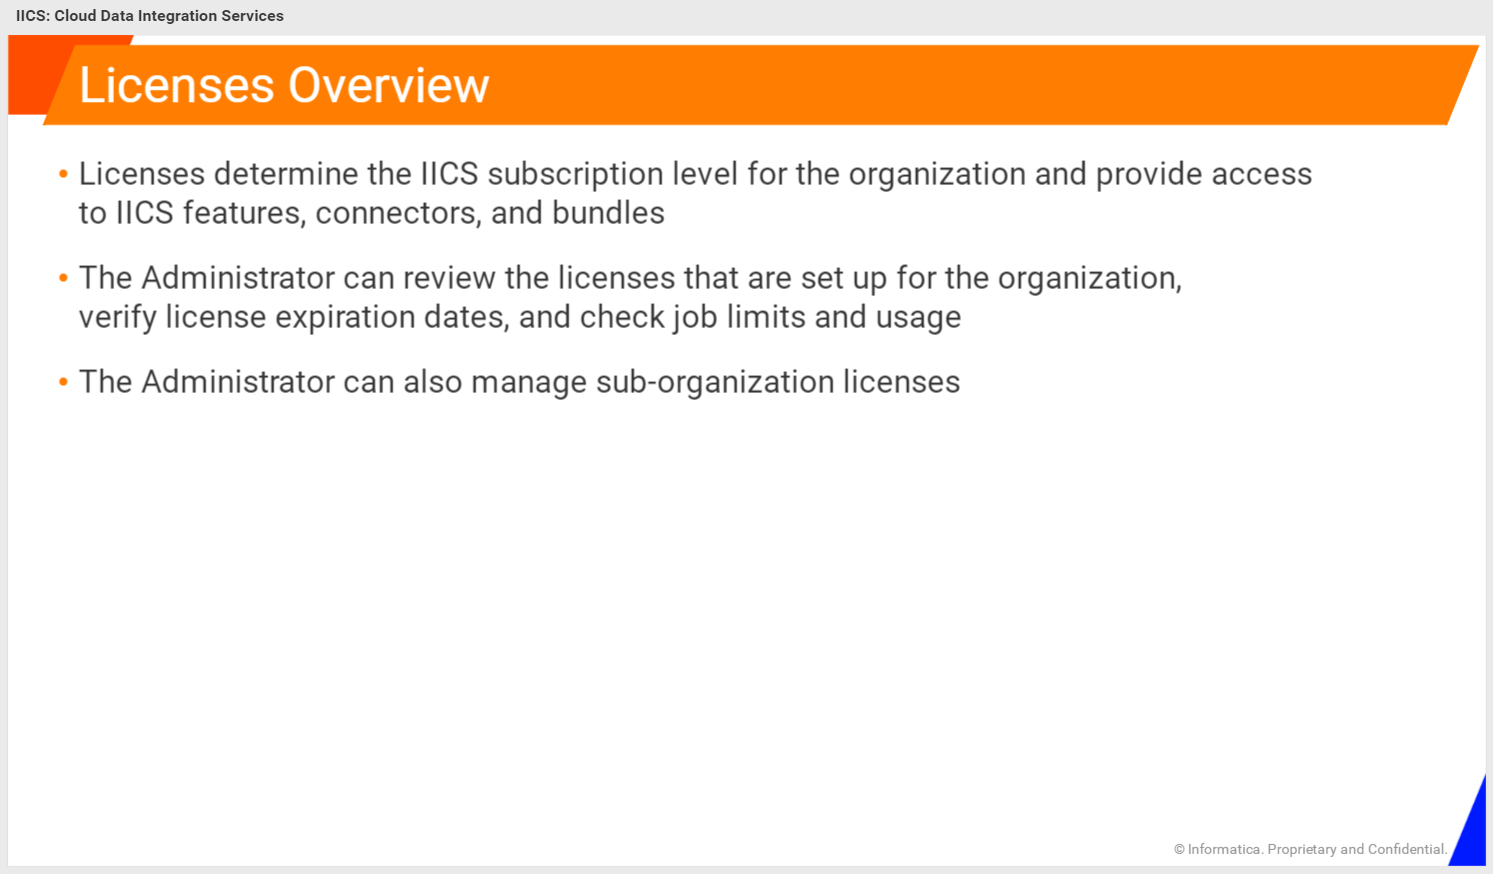 IICS: Cloud Data Integration Services
Licenses Overview
• Licenses determine the IICS subscription level for the organization and provide access
to IICS features, connectors, and bundles
• The Administrator can review the licenses that are set up for the organization,
verify license expiration dates, and check job limits and usage
• The Administrator can also manage sub-organization licenses
© Informatica. Proprietary and Confidential.